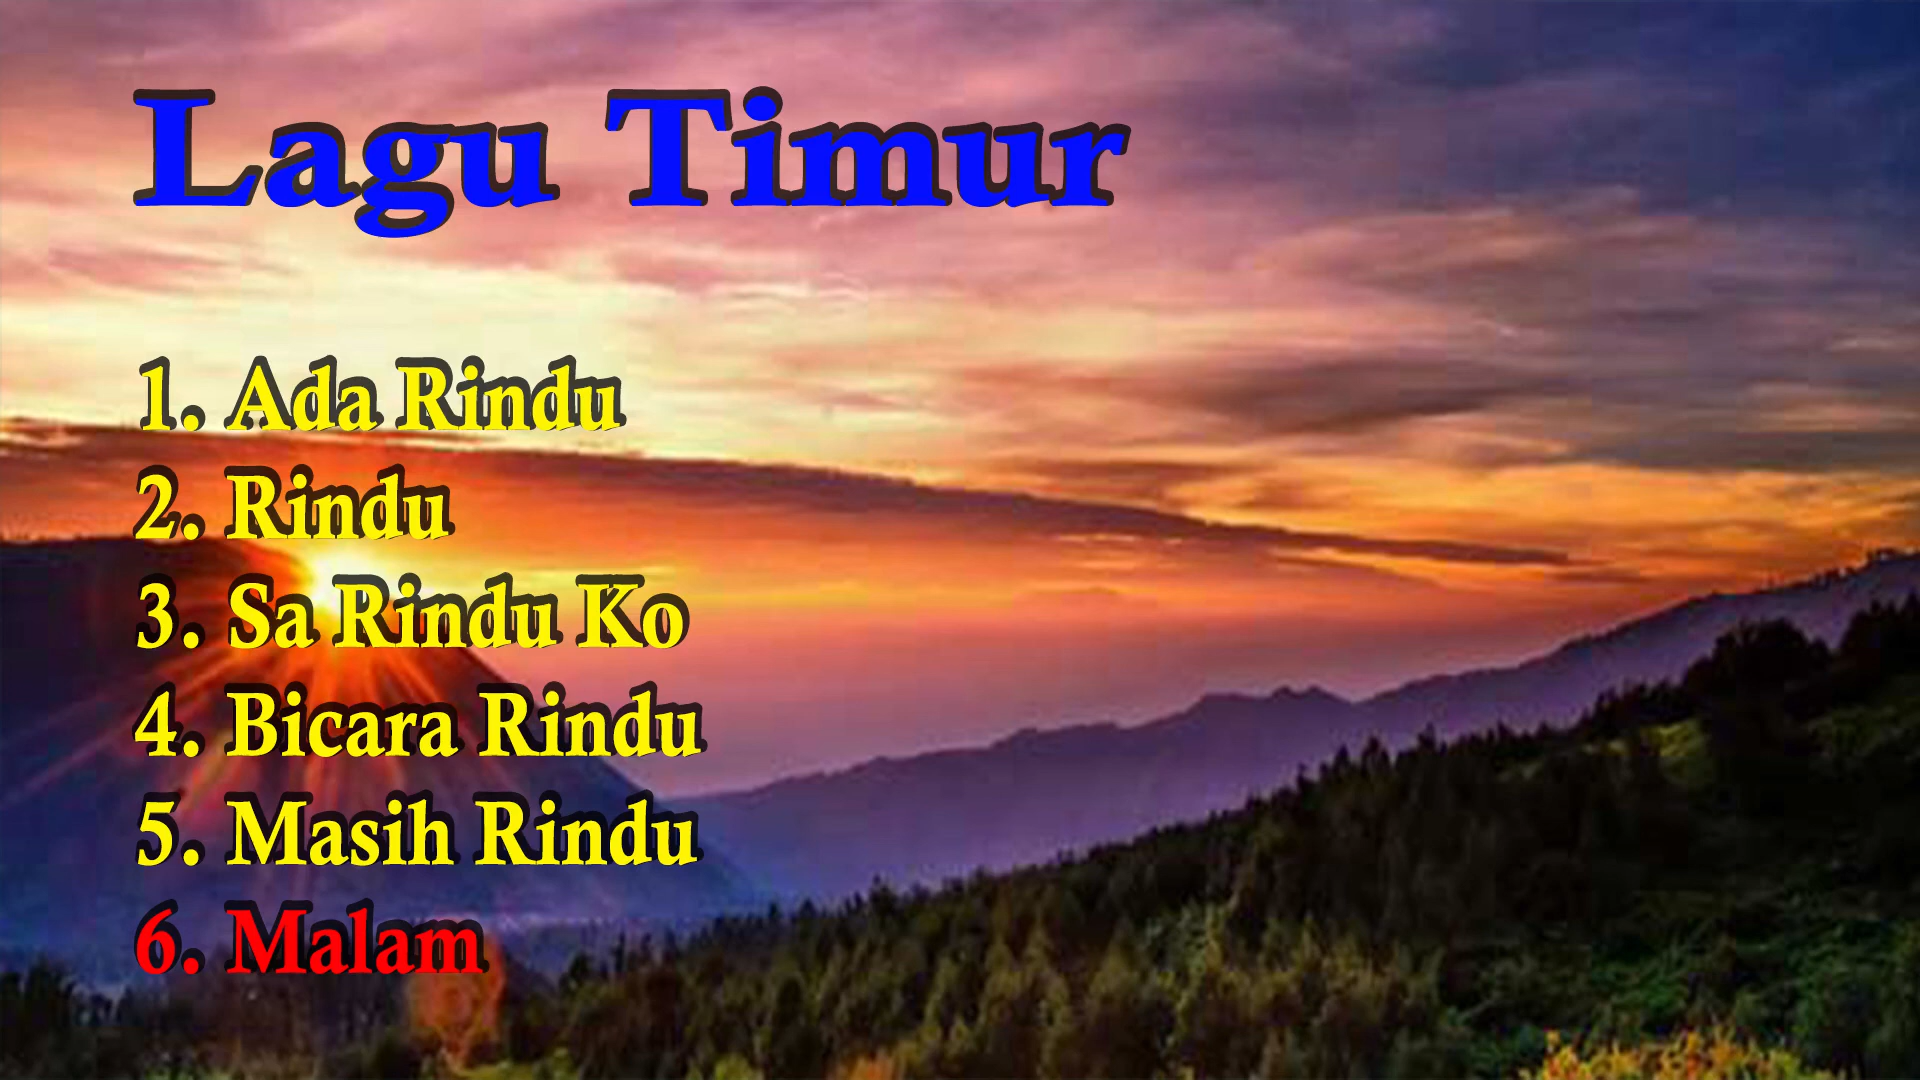 Lagu Timur
1. Ada Rindu
2. Rindu
3. Sa Rindu Ko
4. Bicara Rindu
5. Masih Rindu
6. Malam